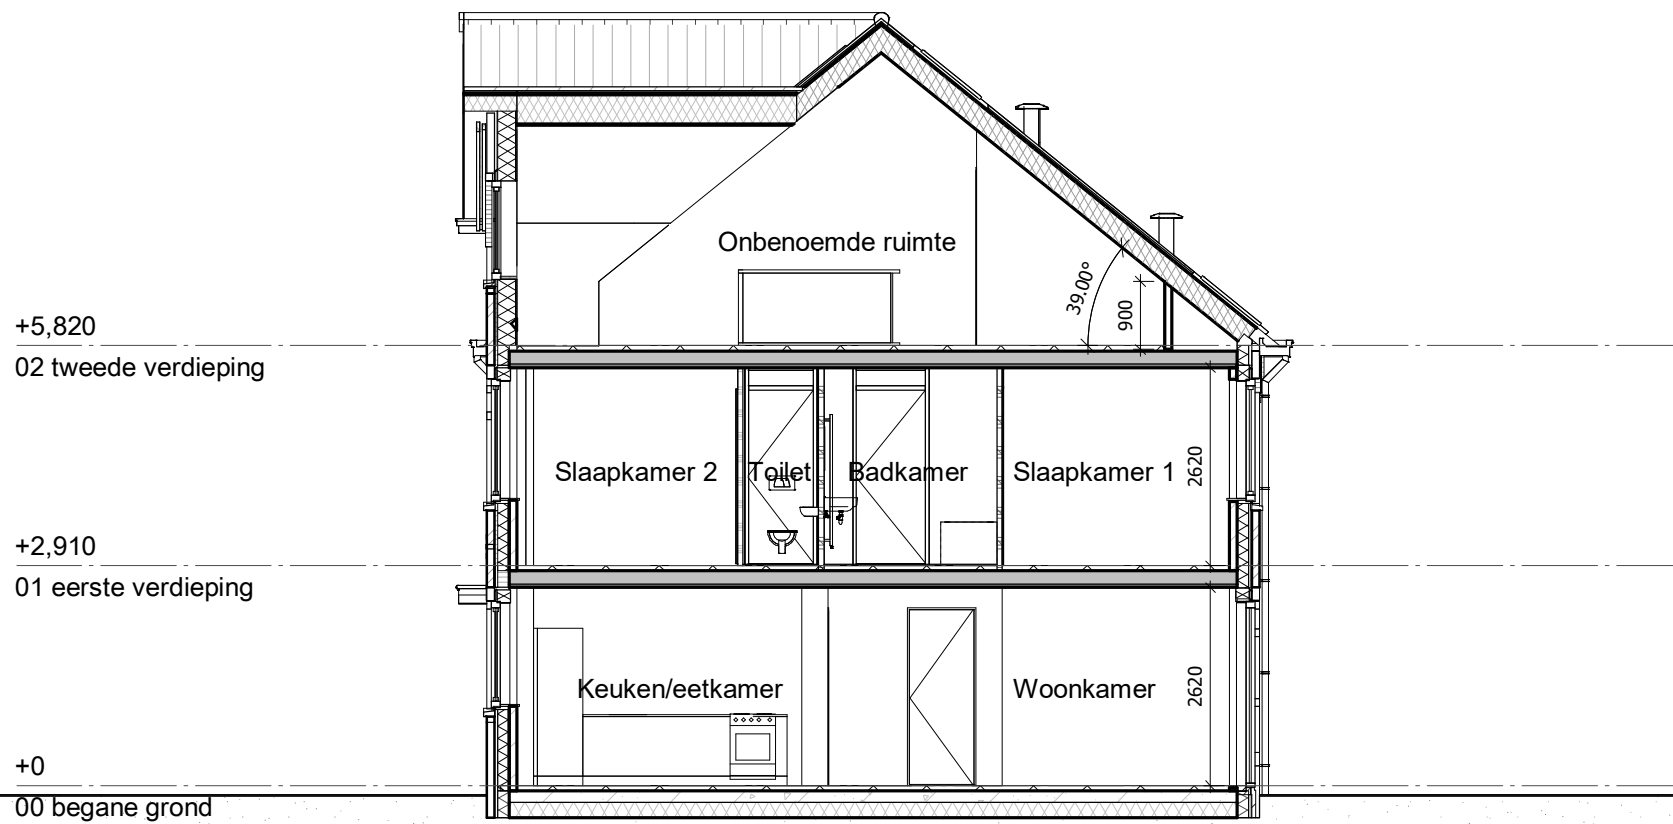 Onbenoemde ruimte
39.00°
900
+5,820
02 tweede verdieping
Slaapkamer 2
Toilet
Badkamer
Slaapkamer 1
2620
+2,910
01 eerste verdieping
Keuken/eetkamer
Woonkamer
2620
+0
00 begane grond